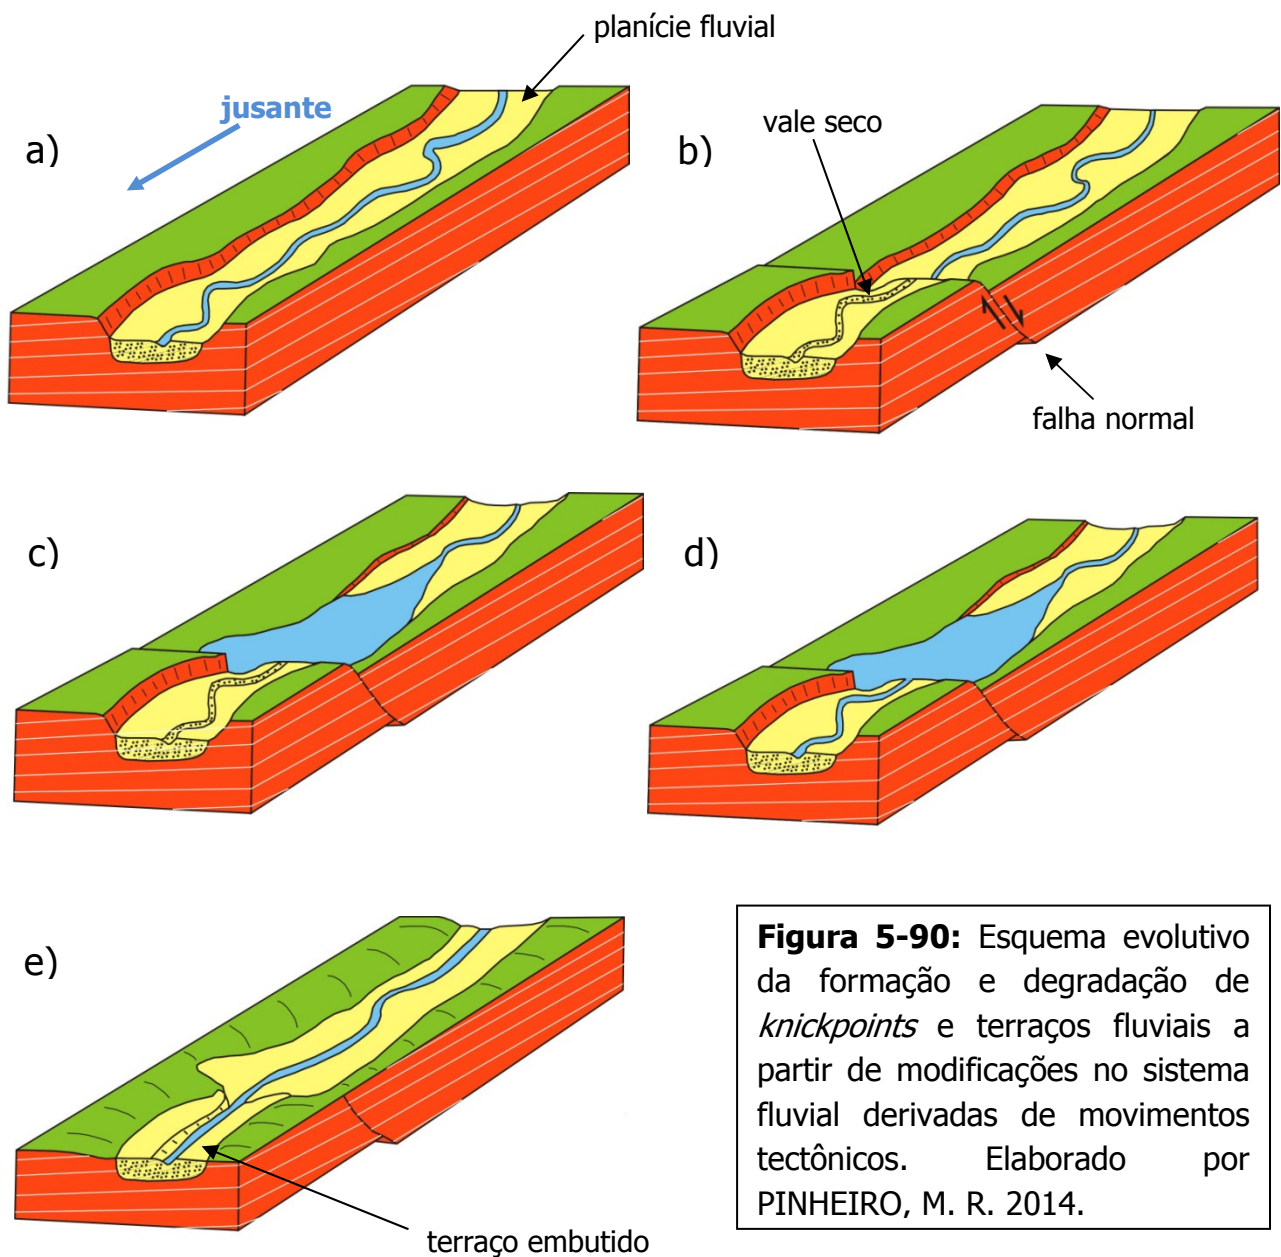 planície fluvial
jusante
a)
vale seco
b)
falha normal
c)
d)
e)
terraço embutido
Figura 5-90: Esquema evolutivo
da formação e degradação de
knickpoints e terraços fluviais a
partir de modificações no sistema
fluvial derivadas de movimentos
tectônicos. Elaborado por
PINHEIRO, M. R. 2014.